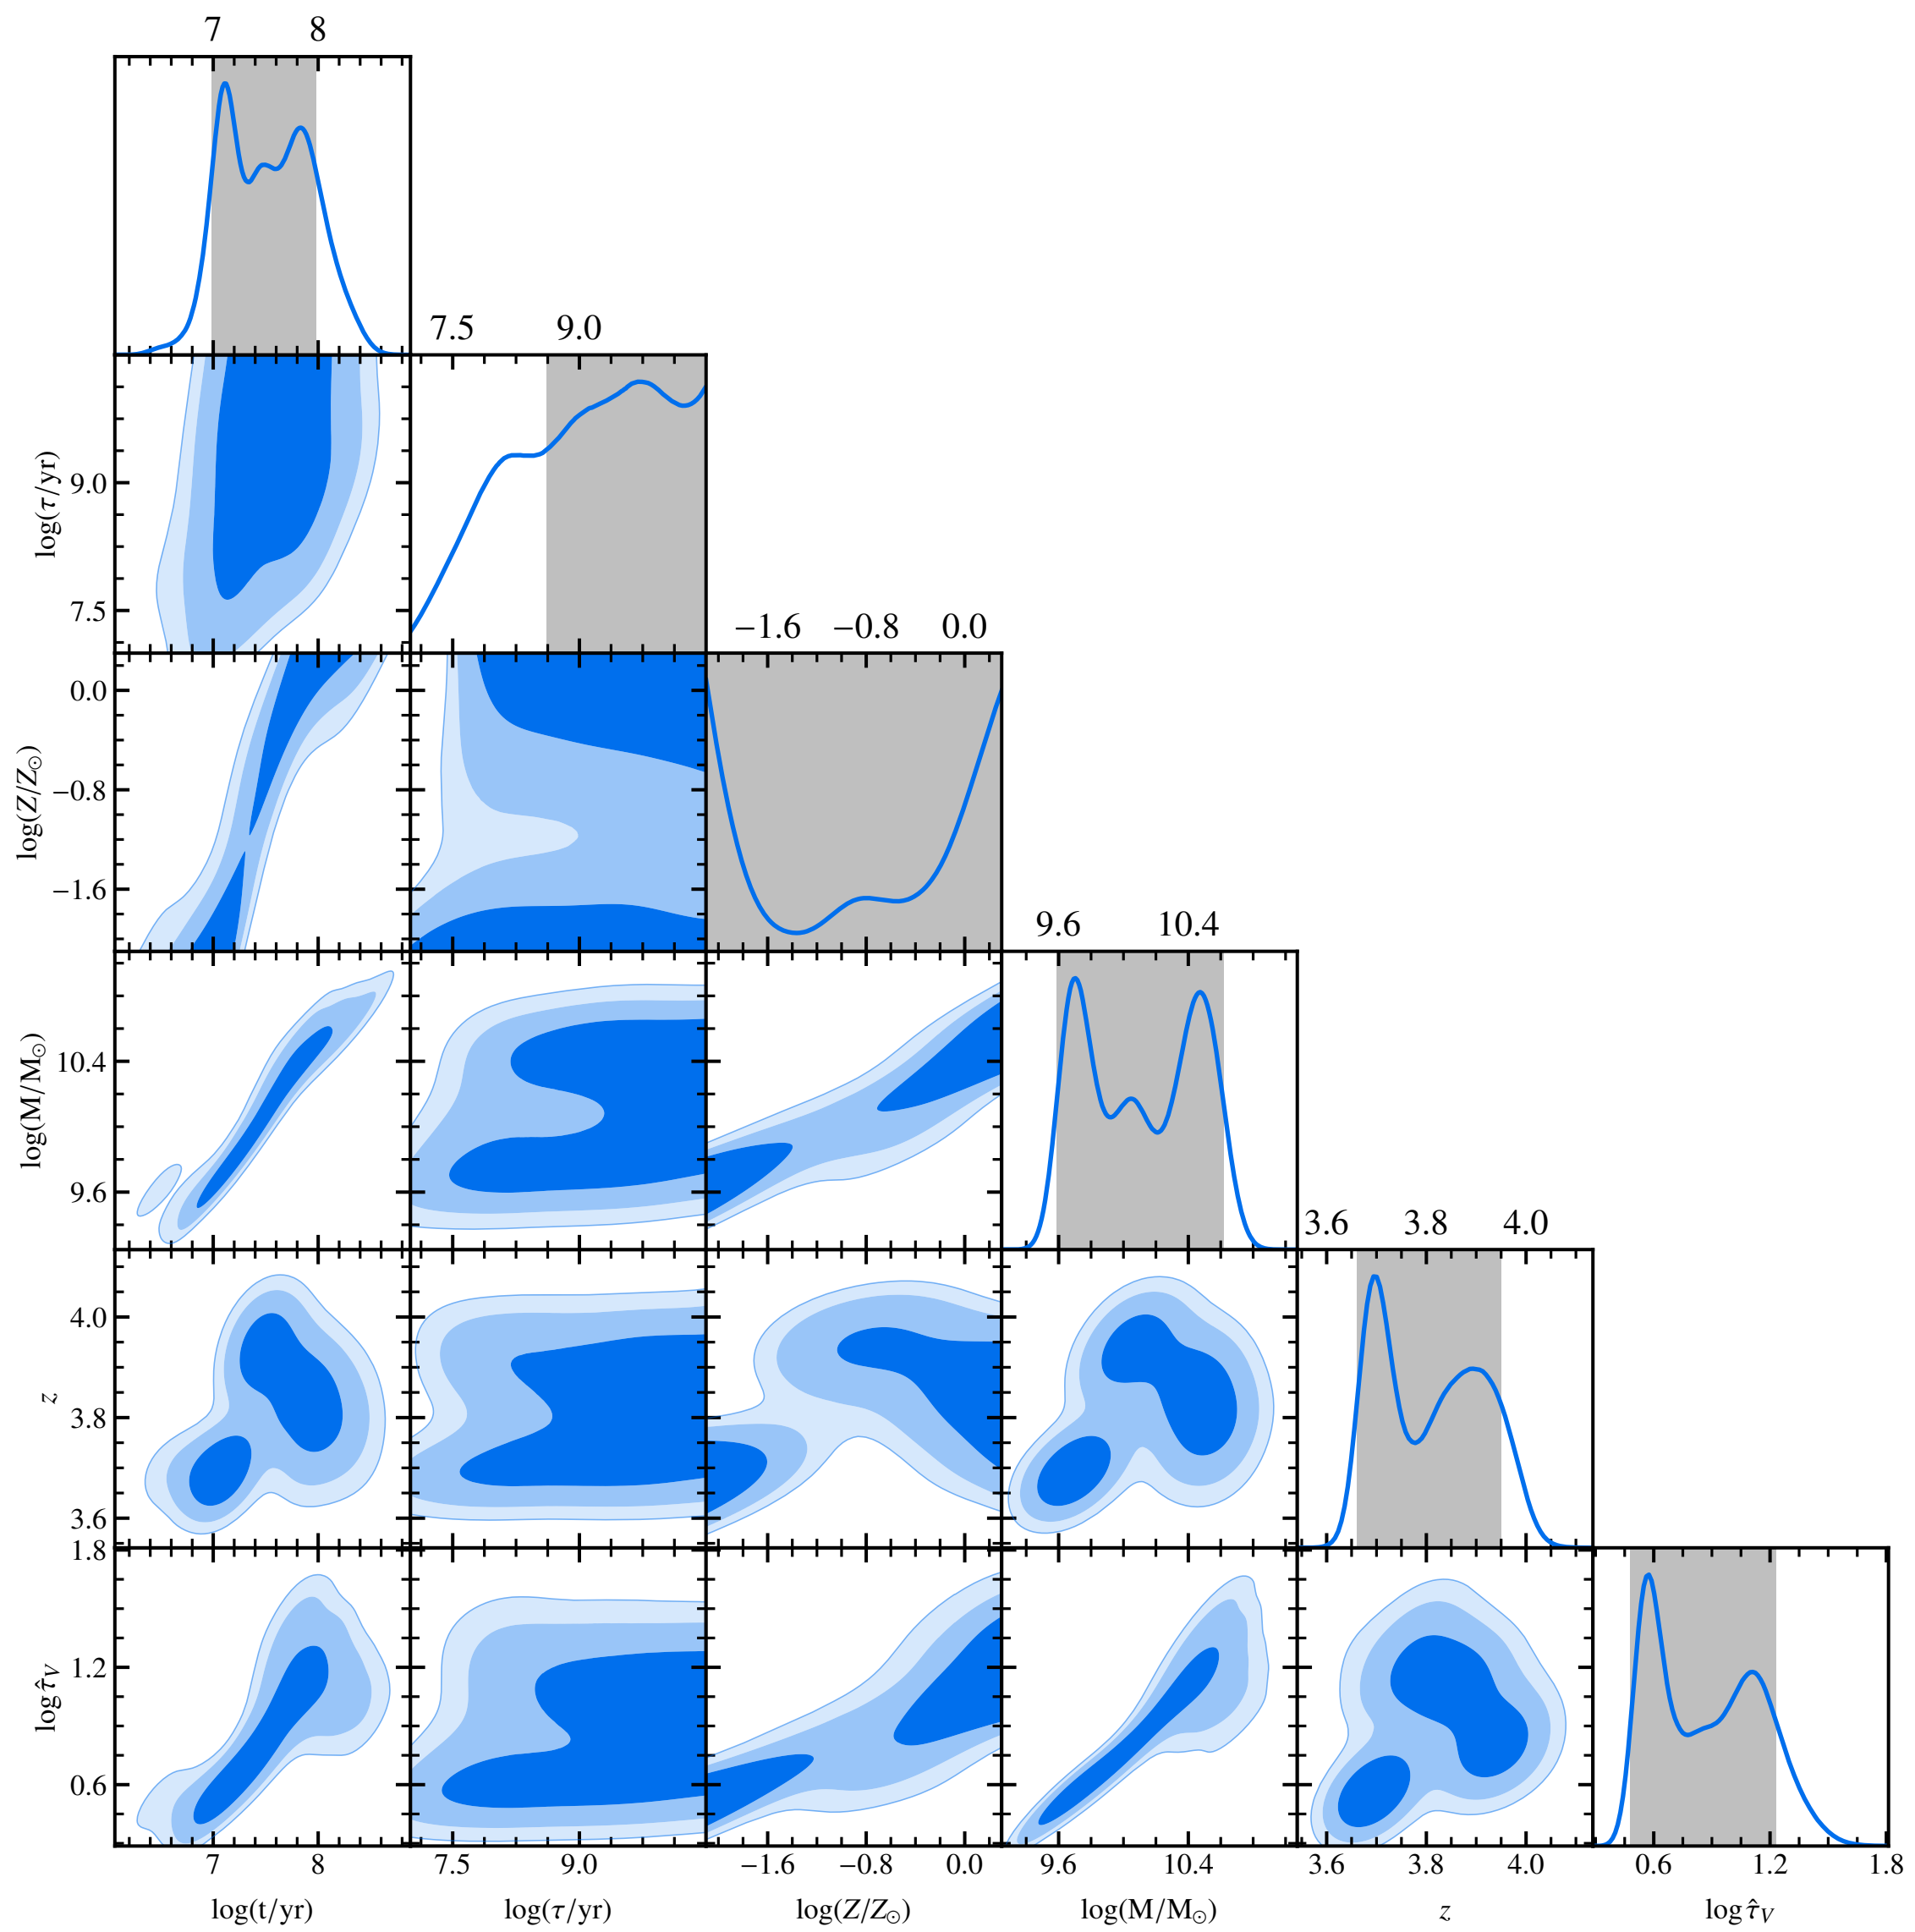 7 8
7.5 9.0
log(τ/yr)
9.0
7.5
−1.6 −0.8 0.0
log(Z/Z⊙)
0.0
−0.8
−1.6
9.6 10.4
log(M/M⊙)
10.4
9.6
3.6 3.8 4.0
z
4.0
3.8
3.6
log τ̂V
1.8
1.2
0.6
7 8 7.5 9.0 −1.6 −0.8 0.0 9.6 10.4 3.6 3.8 4.0 0.6 1.2 1.8
log(t/yr) log(τ/yr) log(Z/Z⊙) log(M/M⊙) z log τ̂V